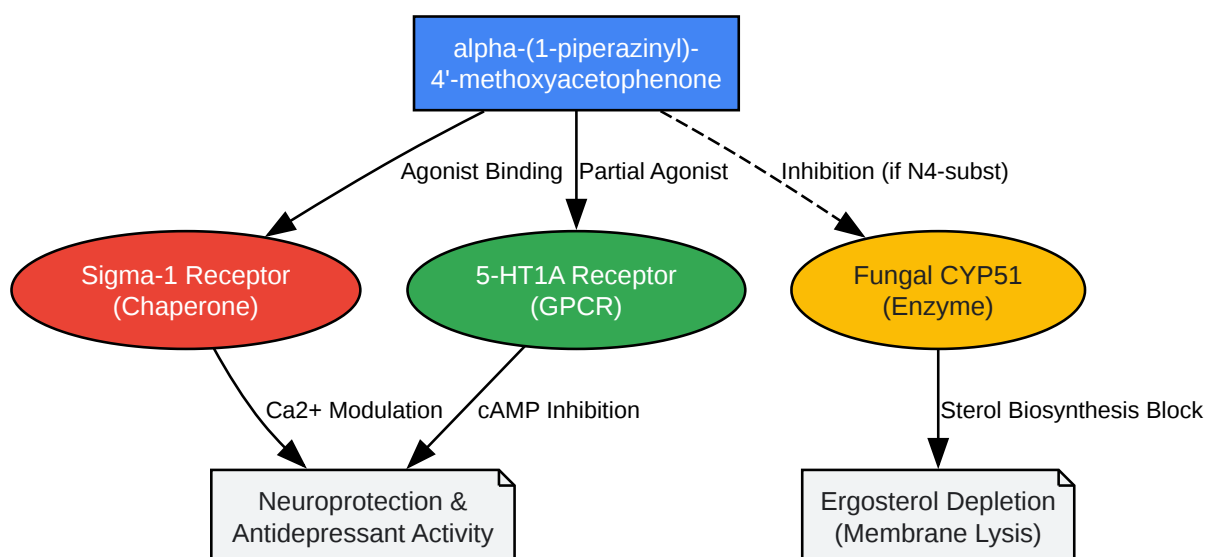 alpha-(1-piperazinyl)-
4'-methoxyacetophenone
Agonist Binding
Partial Agonist
Inhibition (if N4-subst)
Sigma-1 Receptor
(Chaperone)
5-HT1A Receptor
(GPCR)
Fungal CYP51
(Enzyme)
Ca2+ Modulation
cAMP Inhibition
Sterol Biosynthesis Block
Neuroprotection &
Antidepressant Activity
Ergosterol Depletion
(Membrane Lysis)